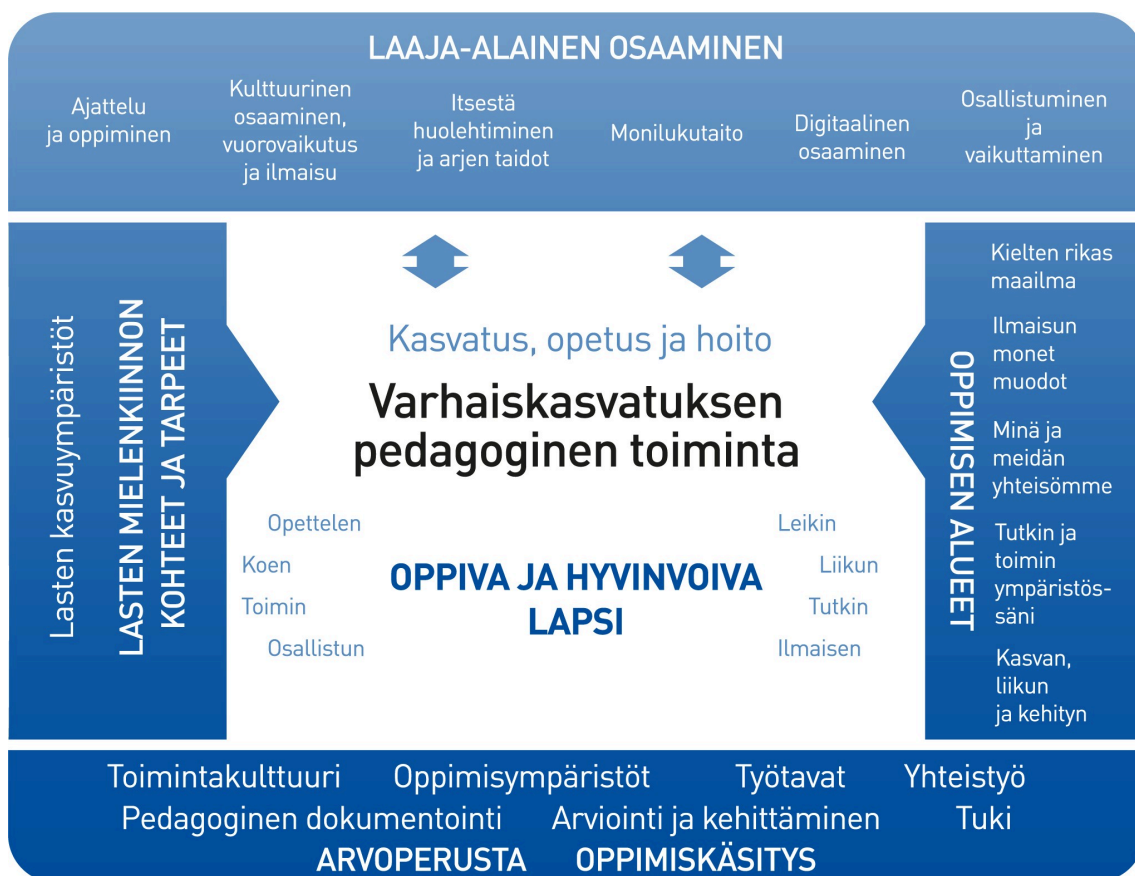 LAAJA-ALAINEN OSAAMINEN
Ajattelu
ja oppiminen
Kulttuurinen
osaaminen,
vuorovaikutus
ja ilmaisu
Itsestä
huolehtiminen
ja arjen taidot
Monilukutaito
Digitaalinen
osaaminen
Osallistuminen
ja
vaikuttaminen
Lasten kasvuympäristöt
LASTEN MIELENKIINNON
KOHTEET JA TARPEET
Kasvatus, opetus ja hoito
Varhaiskasvatuksen
pedagoginen toiminta
Opettelen
Koen
Toimin
Osallistun
OPPIVA JA HYVINVOIVA
LAPSI
Leikin
Liikun
Tutkin
Ilmaisen
OPPIMISEN ALUEET
Kielten rikas
maailma
Ilmaisun
monet
muodot
Minä ja
meidän
yhteisömme
Tutkin ja
toimin
ympäristös-
säni
Kasvan,
liikun
ja kehityn
Toimintakulttuuri Oppimisympäristöt Työtavat Yhteistyö
Pedagoginen dokumentointi Arviointi ja kehittäminen Tuki
ARVOPERUSTA OPPIMISKÄSITYS